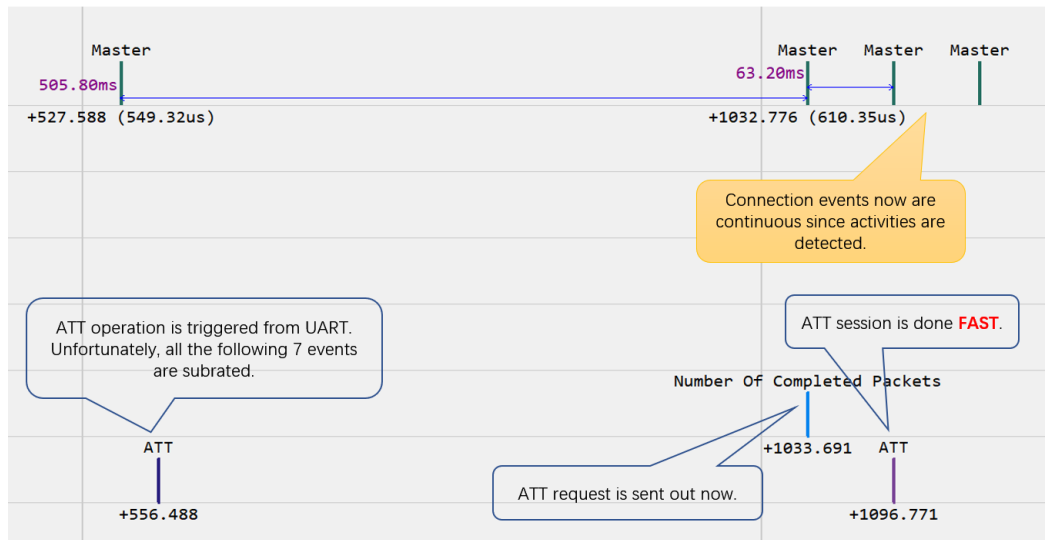 Master
Master
Master
Master
505.80ms
63.20ms
+527.588 (549.32us)
+1032.776 (610.35us)
Connection events now are
continuous since activities are
detected.
ATT operation is triggered from UART.
Unfortunately, all the following 7 events
are subrated.
ATT session is done FAST.
Number Of Completed Packets
ATT
+1033.691
ATT
ATT request is sent out now.
+556.488
+1096.771